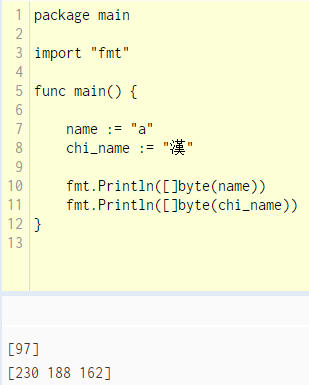 1 package main
2
3 import "fmt"
4
5 func main() {
6
7     name := "a"
8     chi_name := "漢"
9
10     fmt.Println([]byte(name))
11     fmt.Println([]byte(chi_name))
12 }
13
[97]
[230 188 162]